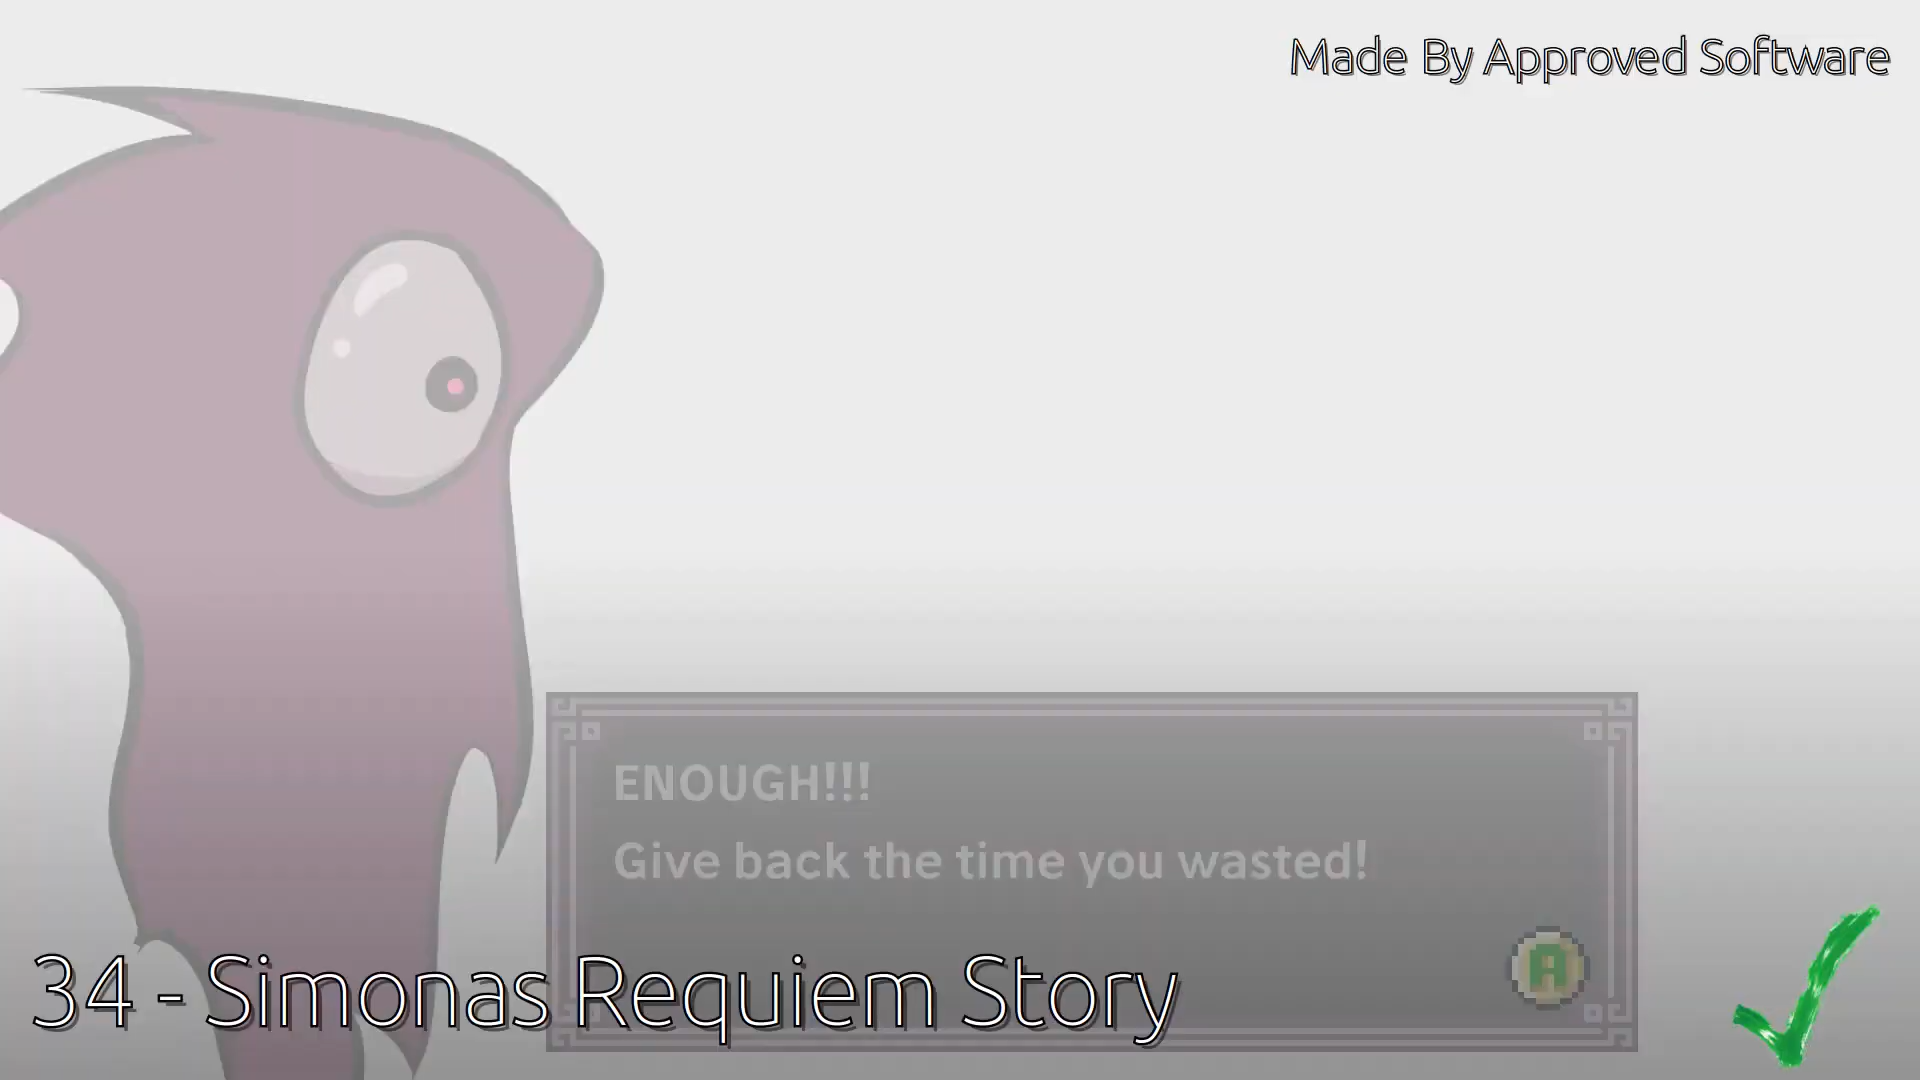 Made By Approved Software
ENOUGH!!!
Give back the time you wasted!
A
34 - Simonas Requiem Story